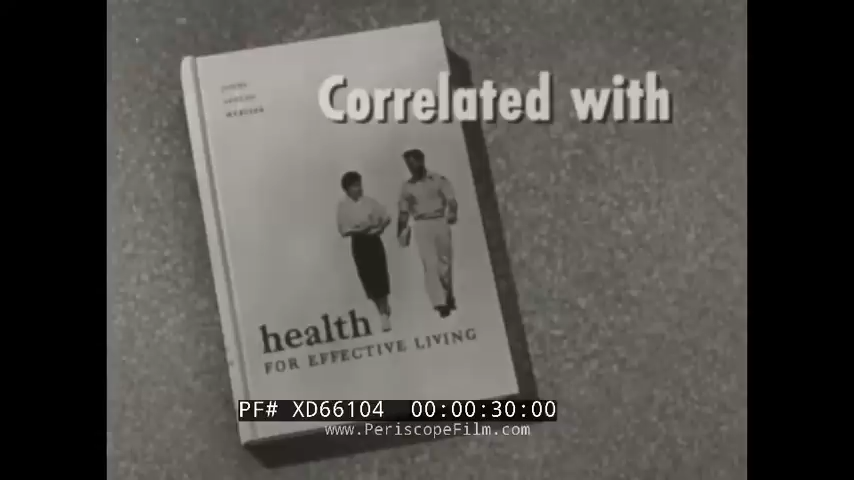 Correlated with
health
FOR EFFECTIVE LIVING
PF# XD66104 00:00:30:00
www.PeriscopeFilm.com